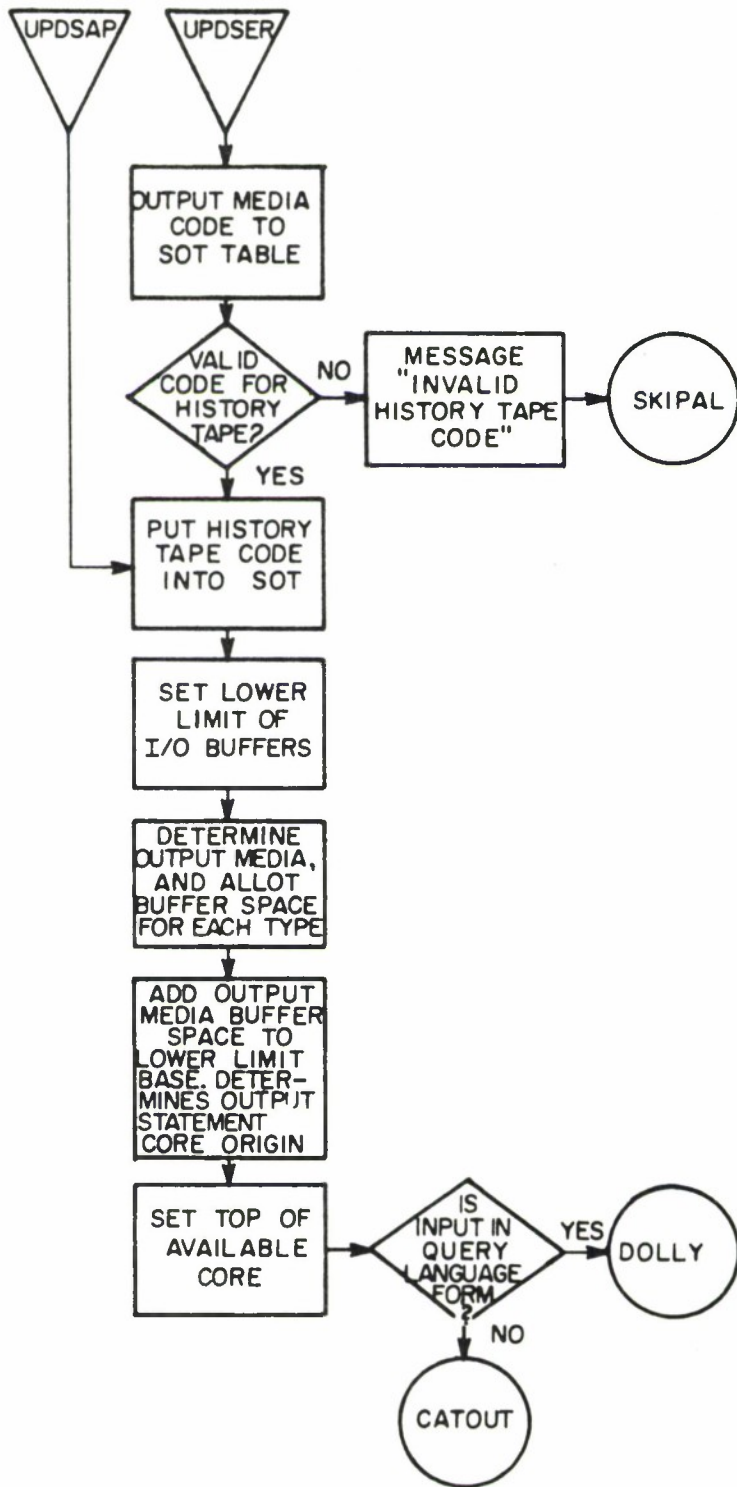 UPDSAP
UPDSER
OUTPUT MEDIA
CODE TO
SOT TABLE
VALID
CODE FOR
HISTORY
TAPE?
NO
MESSAGE
"INVALID
HISTORY TAPE
CODE"
SKIPAL
YES
PUT HISTORY
TAPE CODE
INTO SOT
SET LOWER
LIMIT OF
I/O BUFFERS
DETERMINE
OUTPUT MEDIA,
AND ALLOT
BUFFER SPACE
FOR EACH TYPE
ADD OUTPUT
MEDIA BUFFER
SPACE TO
LOWER LIMIT
BASE. DETER-
MINES OUTPUT
STATEMENT
CORE ORIGIN
SET TOP OF
AVAILABLE
CORE
IS
INPUT IN
QUERY
LANGUAGE
FORM
?
YES
DOLLY
NO
CATOUT